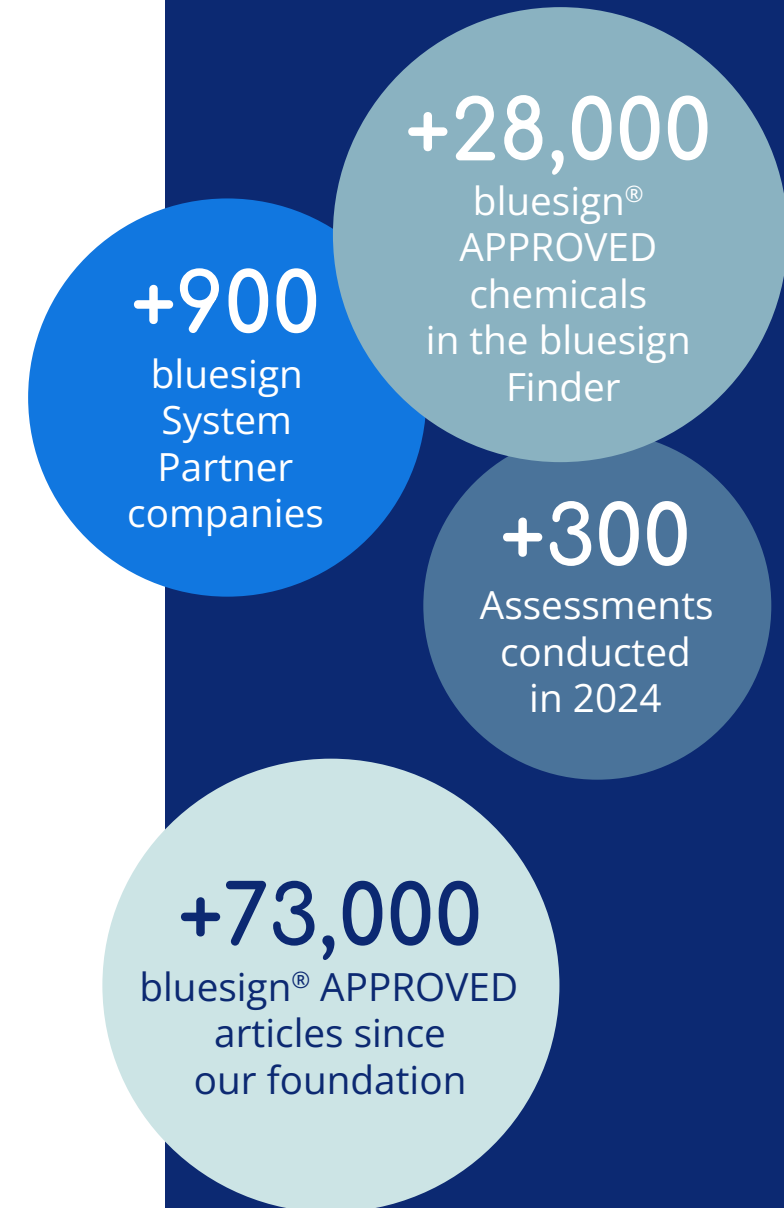 +28,000
bluesign®
APPROVED
chemicals
in the bluesign
Finder
+900
bluesign
System
Partner
companies
+300
Assessments
conducted
in 2024
+73,000
bluesign® APPROVED
articles since
our foundation